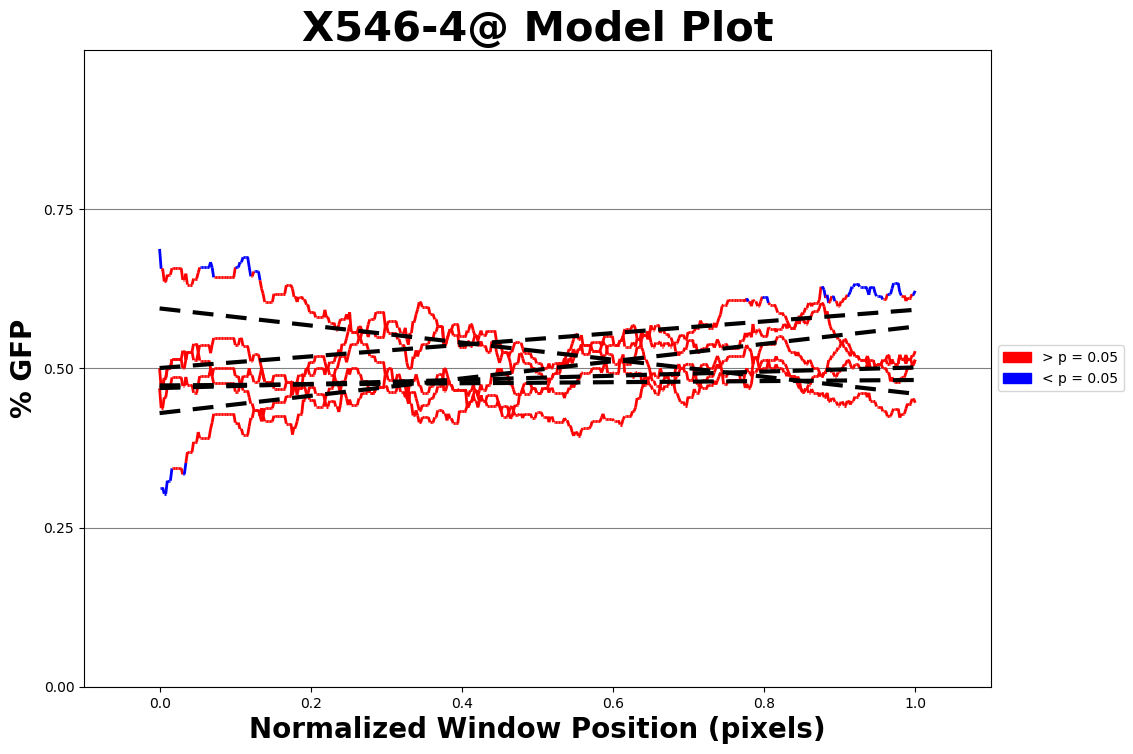 X546-4@ Model Plot
% GFP
0.75
0.50
0.25
0.00
0.0 0.2 0.4 0.6 0.8 1.0
Normalized Window Position (pixels)
> p = 0.05
< p = 0.05